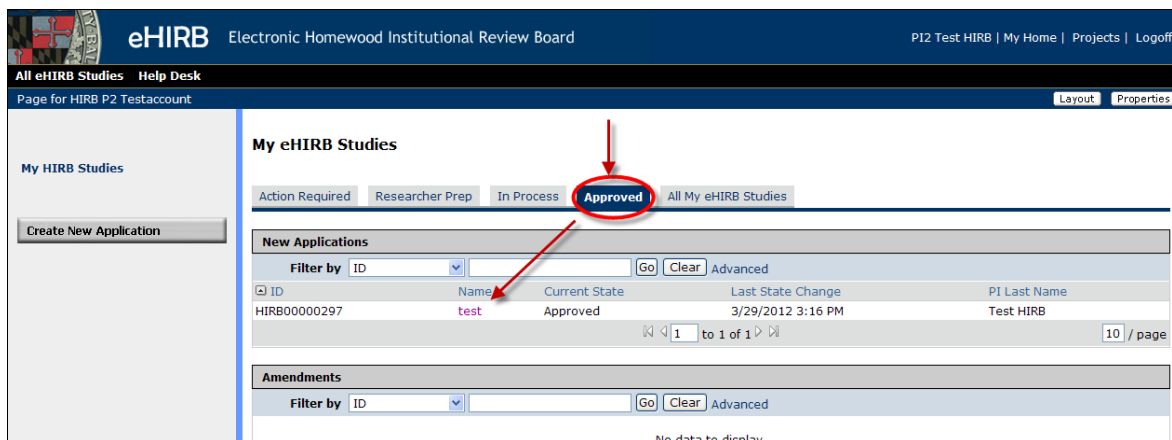 eHIRB Electronic Homewood Institutional Review Board PI2 Test HIRB | My Home | Projects | Logoff
All eHIRB Studies Help Desk
Page for HIRB P2 Testaccount Layout Properties
My eHIRB Studies
My HIRB Studies
Action Required Researcher Prep In Process Approved All My eHIRB Studies
Create New Application
New Applications
Filter by ID Go Clear Advanced
ID Name Current State Last State Change PI Last Name
HIRB00000297 test Approved 3/29/2012 3:16 PM Test HIRB
1 to 1 of 1 10 / page
Amendments
Filter by ID Go Clear Advanced
No data to display